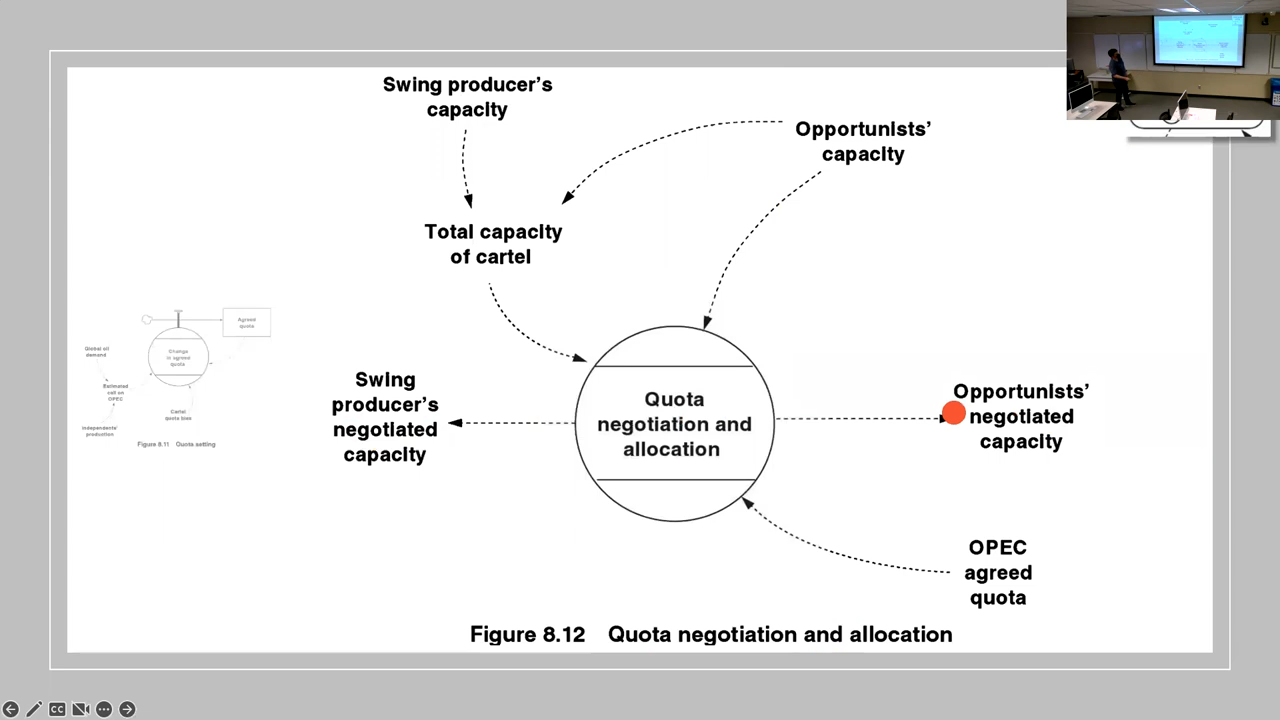 Swing producer's
capacity
Opportunists'
capacity
Total capacity
of cartel
Swing
producer's
negotiated
capacity
Quota
negotiation and
allocation
Opportunists'
negotiated
capacity
OPEC
agreed
quota
Figure 8.12 Quota negotiation and allocation
Agreed
quota
Change
in agreed
quota
Global oil
demand
Estimated
call on
OPEC
Independents'
production
Cartel
quota bias
Figure 8.11 Quota setting
CC